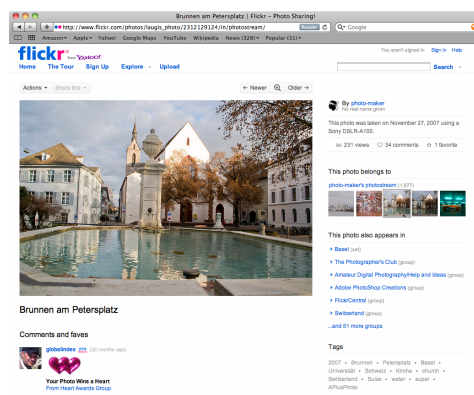 Brunnen am Petersplatz | Flickr - Photo Sharing!
http://www.flickr.com/photos/laugis_photo/2312129124/in/photostream/
Reader
Google
Amazon Apple Yahoo! Google Maps YouTube Wikipedia News (328) Popular (31)
flickr from YAHOO!
You aren't signed in Sign In Help
Home The Tour Sign Up Explore Upload
Search
Actions Share this
← Newer Older →
By photo-maker
No real name given
This photo was taken on November 27, 2007 using a
Sony DSLR-A100.
231 views 34 comments 1 favorite
This photo belongs to
photo-maker's photostream (1,977)
This photo also appears in
Basel (set)
The Photographer's Club (group)
Amateur Digital Photography/Help and Ideas (group)
Adobe PhotoShop Creations (group)
FlickrCentral (group)
Switzerland (group)
...and 51 more groups
Brunnen am Petersplatz
Comments and faves
globalindex (32 months ago)
Your Photo Wins a Heart
From Heart Awards Group
Tags
2007 • Brunnen • Petersplatz • Basel •
Universität • Schweiz • Kirche • church •
Switzerland • Suisa • water • super •
APlusPhoto